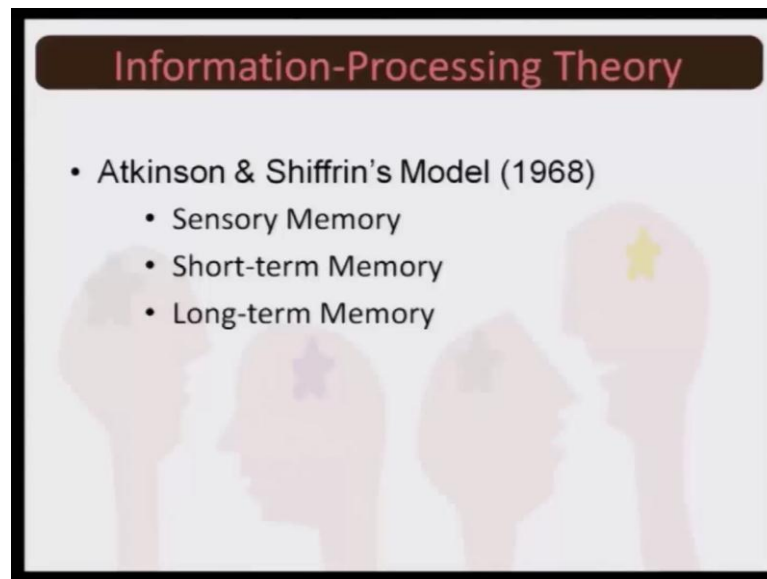 Information-Processing Theory
• Atkinson & Shiffrin's Model (1968)
• Sensory Memory
• Short-term Memory
• Long-term Memory